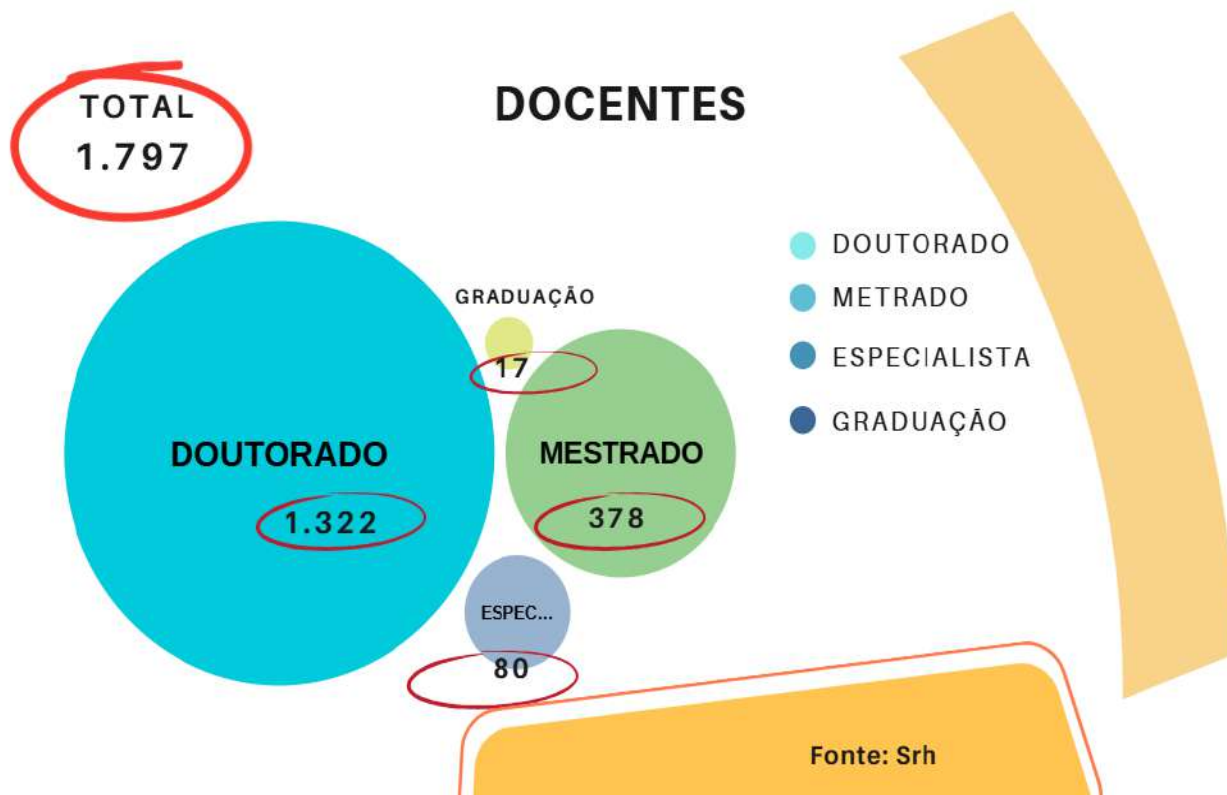 TOTAL
1.797
DOCENTES
DOUTORADO
METRADO
ESPECIALISTA
GRADUAÇÃO
GRADUAÇÃO
17
DOUTORADO
1.322
MESTRADO
378
ESPEC...
80
Fonte: Srh